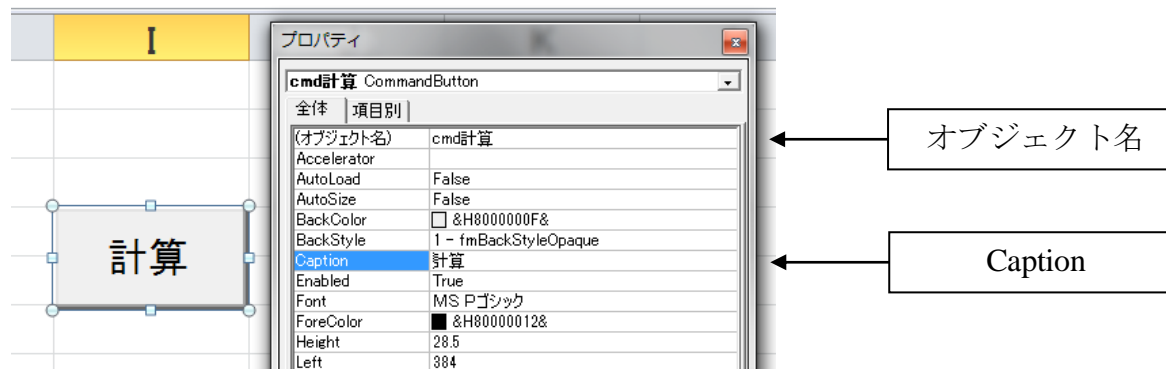 I
K
プロパティ
cmd計算 CommandButton
全体 項目別
(オブジェクト名) cmd計算
オブジェクト名
Accelerator
AutoLoad False
AutoSize False
BackColor &H8000000F&
BackStyle 1 - fmBackStyleOpaque
計算
Caption 計算
Caption
Enabled True
Font MS Pゴシック
ForeColor &H80000012&
Height 28.5
Left 384